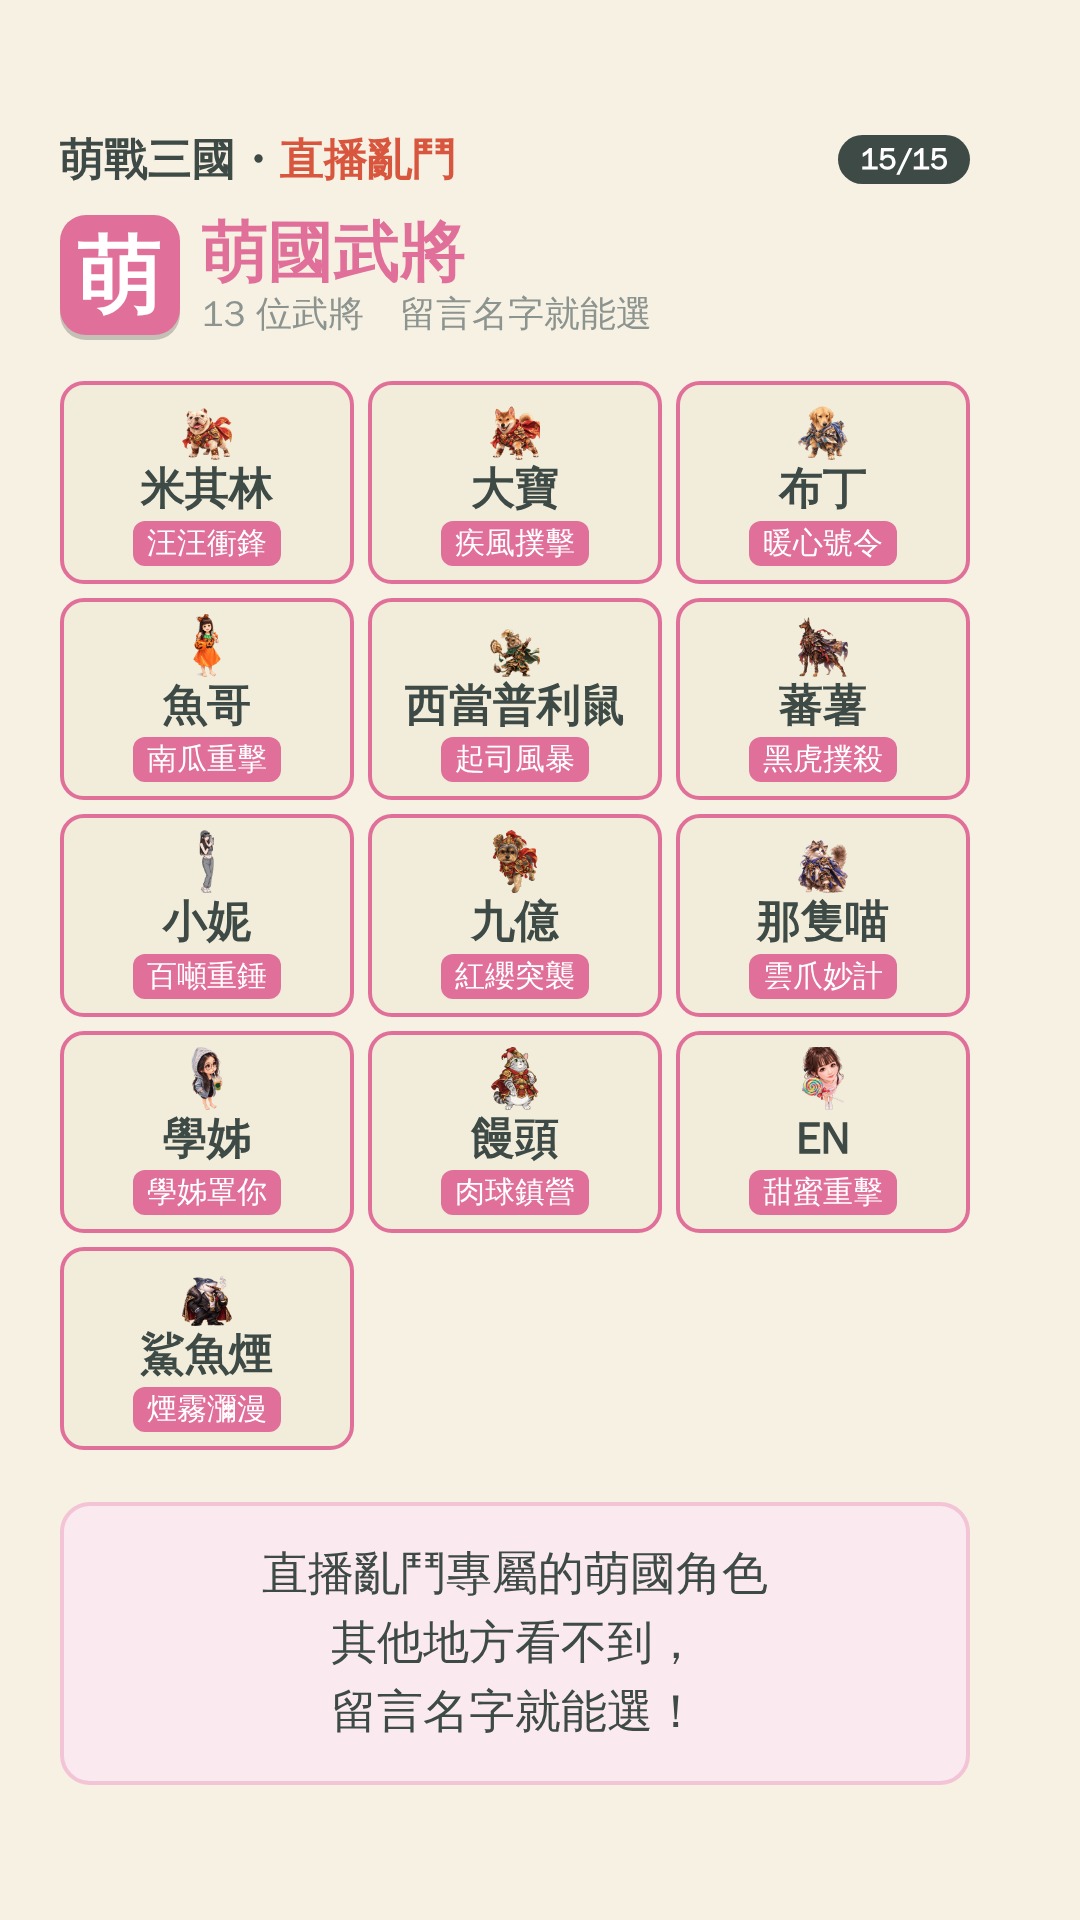 萌戰三國・直播亂鬥
15/15
萌
萌國武將
13 位武將　留言名字就能選
米其林
汪汪衝鋒
大寶
疾風撲擊
布丁
暖心號令
魚哥
南瓜重擊
西當普利鼠
起司風暴
蕃薯
黑虎撲殺
小妮
百噸重錘
九億
紅纓突襲
那隻喵
雲爪妙計
學姊
學姊罩你
饅頭
肉球鎮營
EN
甜蜜重擊
鯊魚煙
煙霧瀰漫
直播亂鬥專屬的萌國角色
其他地方看不到，
留言名字就能選！